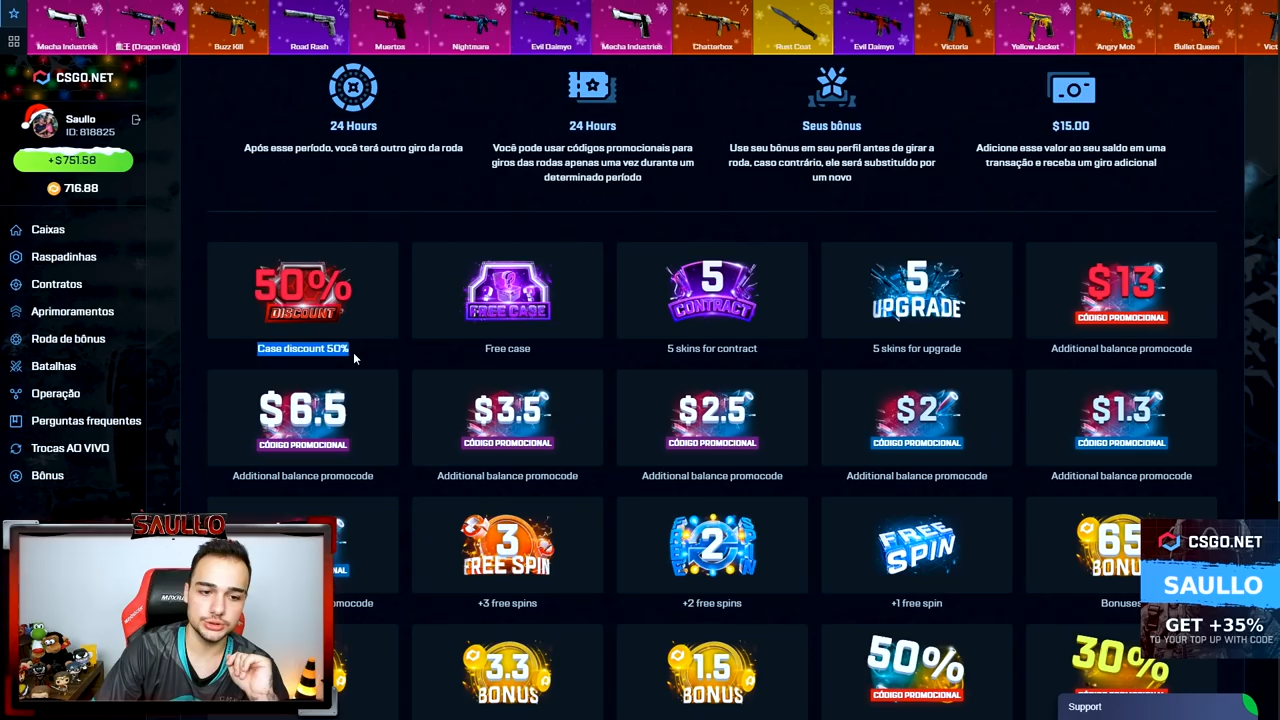 Mecha Industries
龍王 (Dragon King)
Buzz Kill
Road Rash
Muertos
Nightmare
Evil Daimyo
Mecha Industries
Chatterbox
Rust Coat
Evil Daimyo
Victoria
Yellow Jacket
Angry Mob
Bullet Queen
Vict
CSGO.NET
Saullo
ID: 818825
+$751.58
716.88
Caixas
Raspadinhas
Contratos
Aprimoramentos
Roda de bônus
Batalhas
Operação
Perguntas frequentes
Trocas AO VIVO
Bônus
24 Hours
Após esse período, você terá outro giro da roda
24 Hours
Você pode usar códigos promocionais para
giros das rodas apenas uma vez durante um
determinado período
Seus bônus
Use seu bônus em seu perfil antes de girar a
roda, caso contrário, ele será substituído por
um novo
$15.00
Adicione esse valor ao seu saldo em uma
transação e receba um giro adicional
50%
DISCOUNT
Case discount 50%
FREE CASE
Free case
5
CONTRACT
5 skins for contract
5
UPGRADE
5 skins for upgrade
$13
CÓDIGO PROMOCIONAL
Additional balance promocode
$6.5
CÓDIGO PROMOCIONAL
Additional balance promocode
$3.5
CÓDIGO PROMOCIONAL
Additional balance promocode
$2.5
CÓDIGO PROMOCIONAL
Additional balance promocode
$2
CÓDIGO PROMOCIONAL
Additional balance promocode
$1.3
CÓDIGO PROMOCIONAL
Additional balance promocode
mocode
3
FREE SPIN
+3 free spins
2
+2 free spins
FREE
SPIN
+1 free spin
65
BONU
Bonuses
3.3
BONUS
1.5
BONUS
50%
CÓDIGO PROMOCIONAL
30%
SAULLO
CSGO.NET
SAULLO
GET +35%
TO YOUR TOP UP WITH CODE
Support